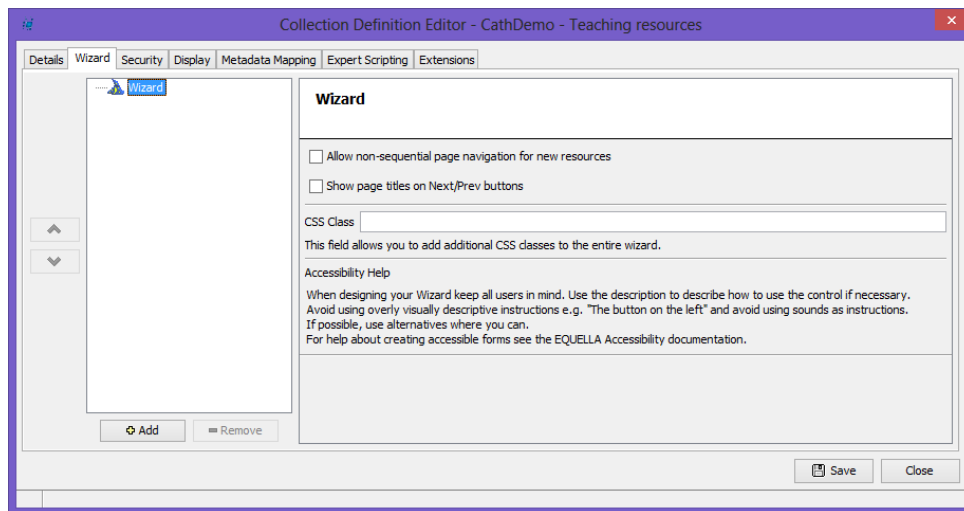 Collection Definition Editor - CathDemo - Teaching resources
Details Wizard Security Display Metadata Mapping Expert Scripting Extensions
Wizard
Wizard
Allow non-sequential page navigation for new resources
Show page titles on Next/Prev buttons
CSS Class
This field allows you to add additional CSS classes to the entire wizard.
Accessibility Help
When designing your Wizard keep all users in mind. Use the description to describe how to use the control if necessary.
Avoid using overly visually descriptive instructions e.g. "The button on the left" and avoid using sounds as instructions.
If possible, use alternatives where you can.
For help about creating accessible forms see the EQUELLA Accessibility documentation.
Add Remove
Save Close